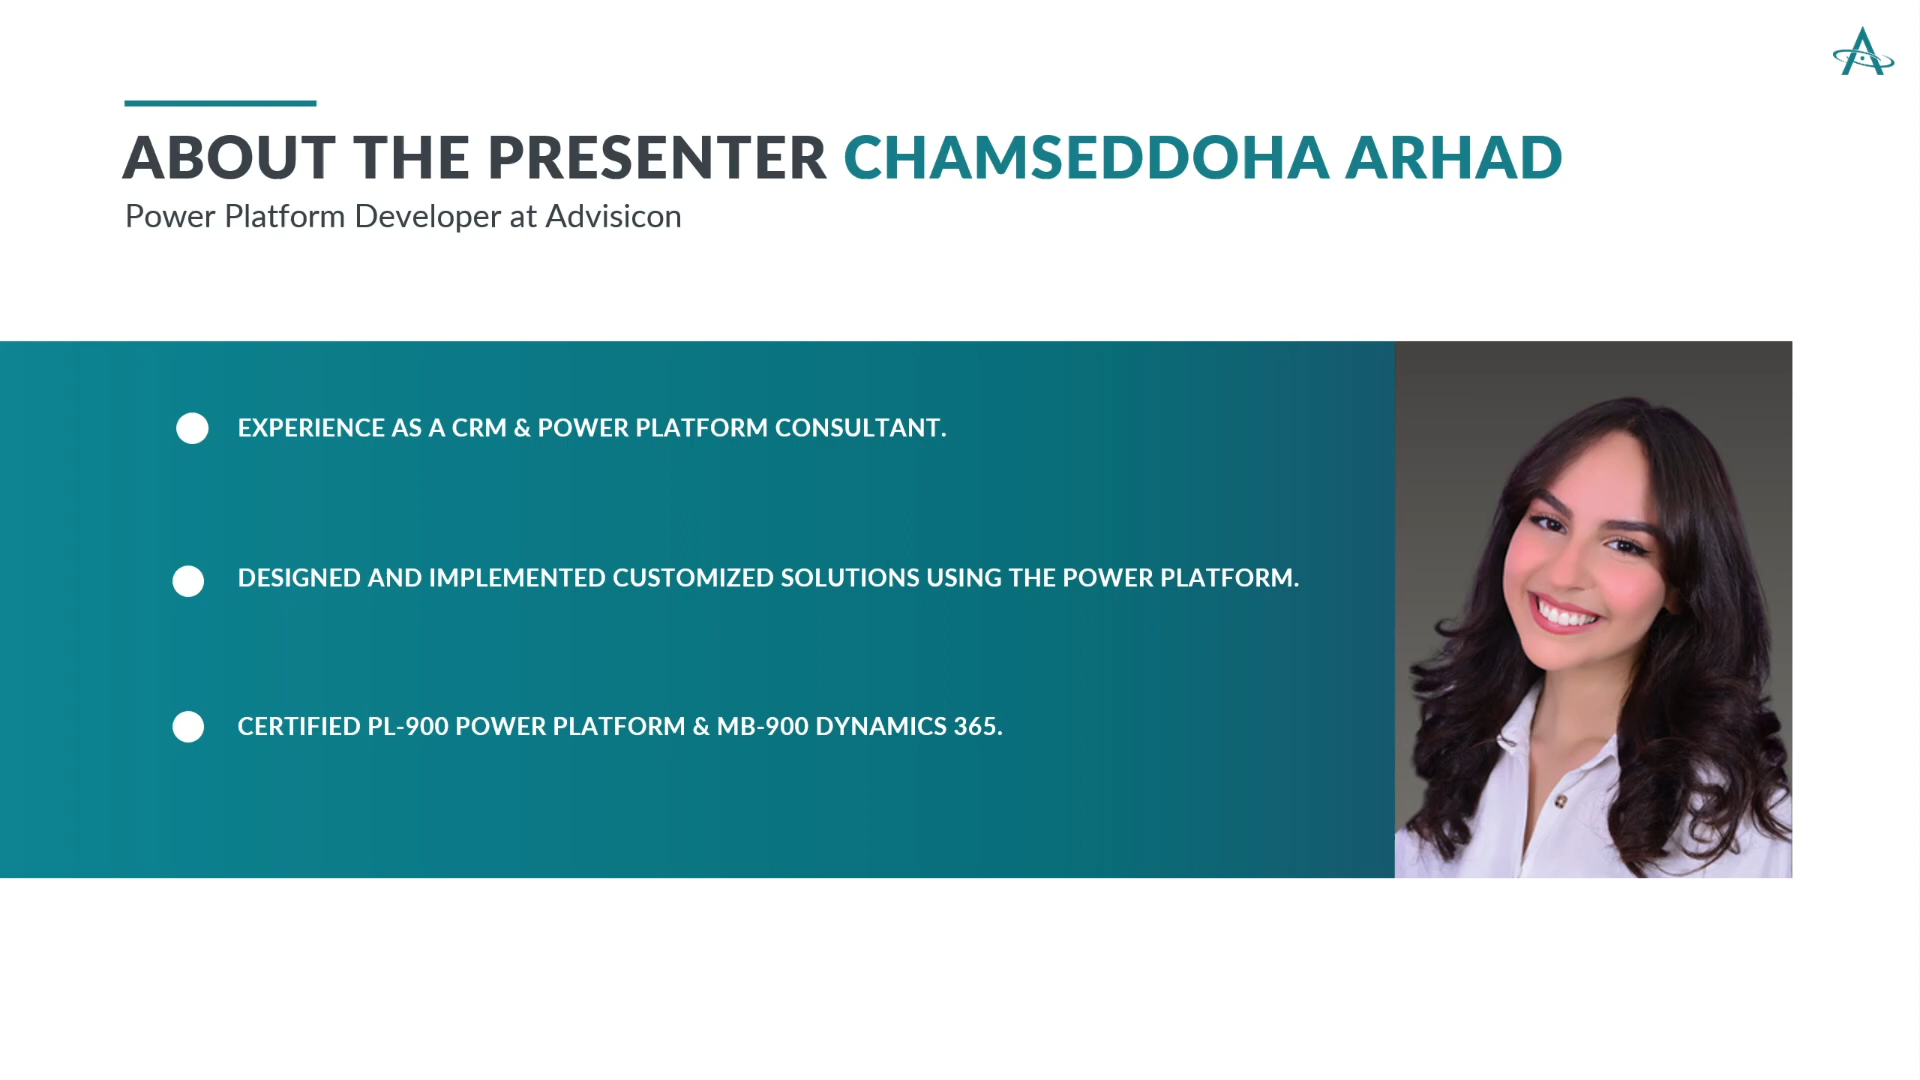 ABOUT THE PRESENTER CHAMSEDDOHA ARHAD
Power Platform Developer at Advisicon
EXPERIENCE AS A CRM & POWER PLATFORM CONSULTANT.
DESIGNED AND IMPLEMENTED CUSTOMIZED SOLUTIONS USING THE POWER PLATFORM.
CERTIFIED PL-900 POWER PLATFORM & MB-900 DYNAMICS 365.